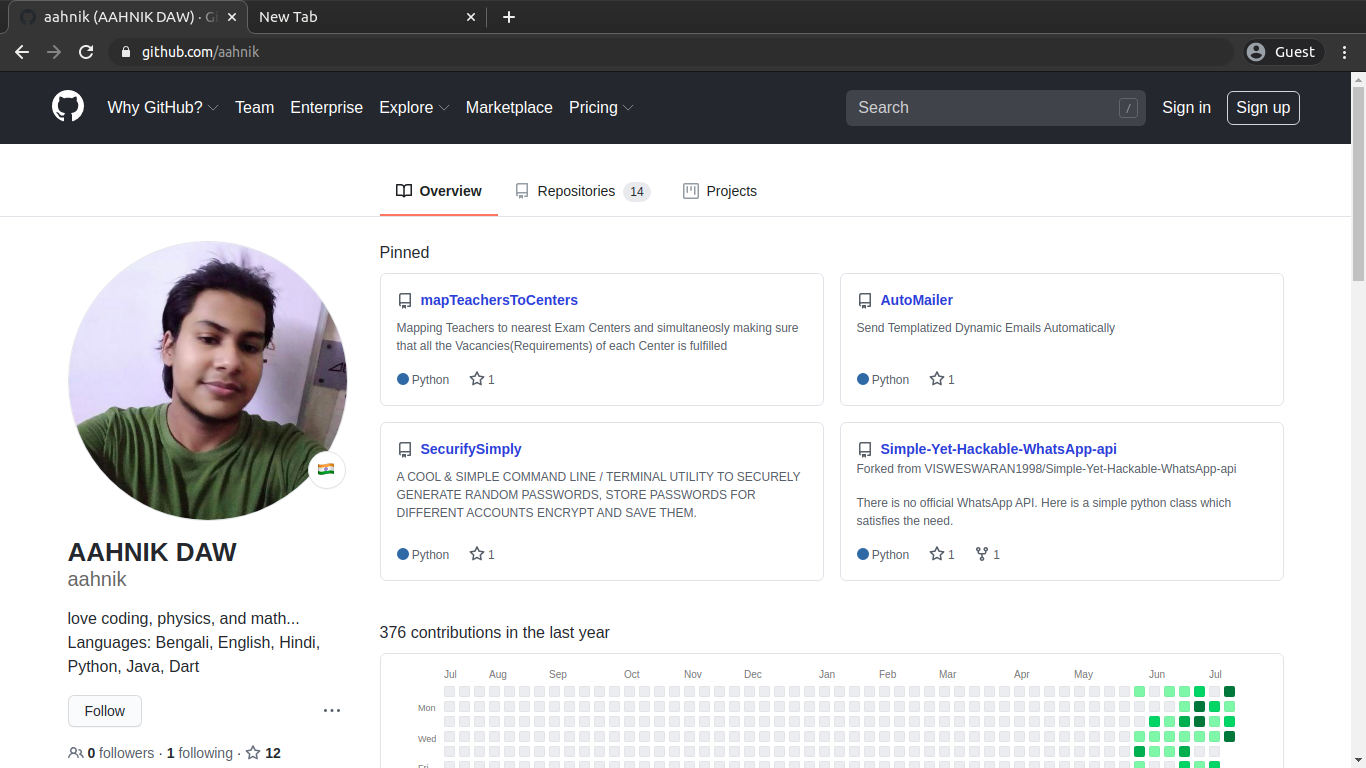 aahnik (AAHNIK DAW) · Gi
New Tab
github.com/aahnik
Guest
Why GitHub?
Team
Enterprise
Explore
Marketplace
Pricing
Search
/
Sign in
Sign up
Overview
Repositories 14
Projects
AAHNIK DAW
aahnik
love coding, physics, and math...
Languages: Bengali, English, Hindi,
Python, Java, Dart
Follow
0 followers · 1 following · 12
Pinned
mapTeachersToCenters
Mapping Teachers to nearest Exam Centers and simultaneosly making sure
that all the Vacancies(Requirements) of each Center is fulfilled
Python 1
AutoMailer
Send Templatized Dynamic Emails Automatically
Python 1
SecurifySimply
A COOL & SIMPLE COMMAND LINE / TERMINAL UTILITY TO SECURELY
GENERATE RANDOM PASSWORDS, STORE PASSWORDS FOR
DIFFERENT ACCOUNTS ENCRYPT AND SAVE THEM.
Python 1
Simple-Yet-Hackable-WhatsApp-api
Forked from VISWESWARAN1998/Simple-Yet-Hackable-WhatsApp-api
There is no official WhatsApp API. Here is a simple python class which
satisfies the need.
Python 1 1
376 contributions in the last year
Jul Aug Sep Oct Nov Dec Jan Feb Mar Apr May Jun Jul
Mon
Wed
Fri